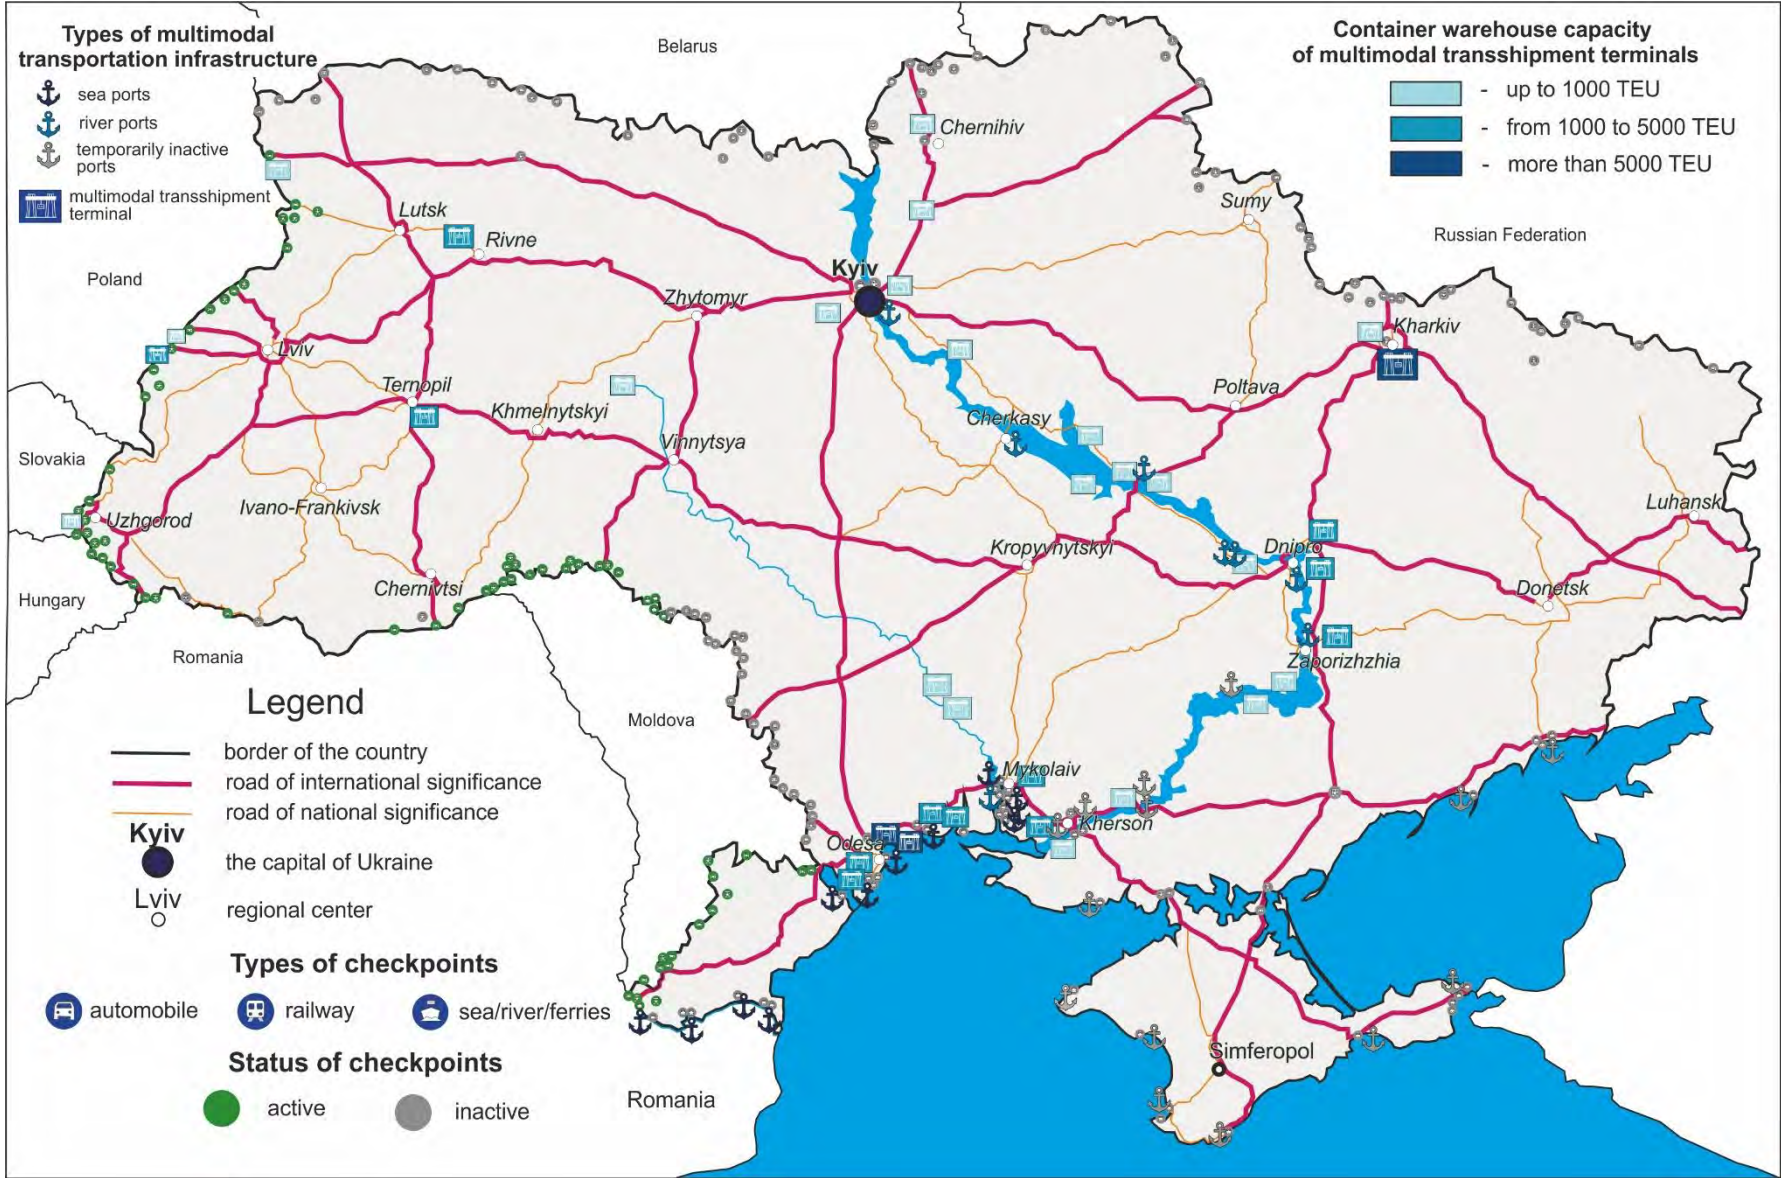 Types of multimodal
transportation infrastructure
sea ports
river ports
temporarily inactive
ports
multimodal transshipment
terminal
Container warehouse capacity
of multimodal transshipment terminals
- up to 1000 TEU
- from 1000 to 5000 TEU
- more than 5000 TEU
Belarus
Chernihiv
Sumy
Russian Federation
Lutsk
Rivne
Poland
Kyiv
Zhytomyr
Kharkiv
Lviv
Ternopil
Khmelnytskyi
Poltava
Cherkasy
Vinnytsya
Slovakia
Ivano-Frankivsk
Uzhgorod
Luhansk
Kropyvnytskyi
Dnipro
Chernivtsi
Donetsk
Hungary
Romania
Zaporizhzhia
Moldova
Mykolaiv
Kherson
Odesa
Simferopol
Romania
Legend
border of the country
road of international significance
road of national significance
Kyiv
the capital of Ukraine
Lviv
regional center
Types of checkpoints
automobile
railway
sea/river/ferries
Status of checkpoints
active
inactive